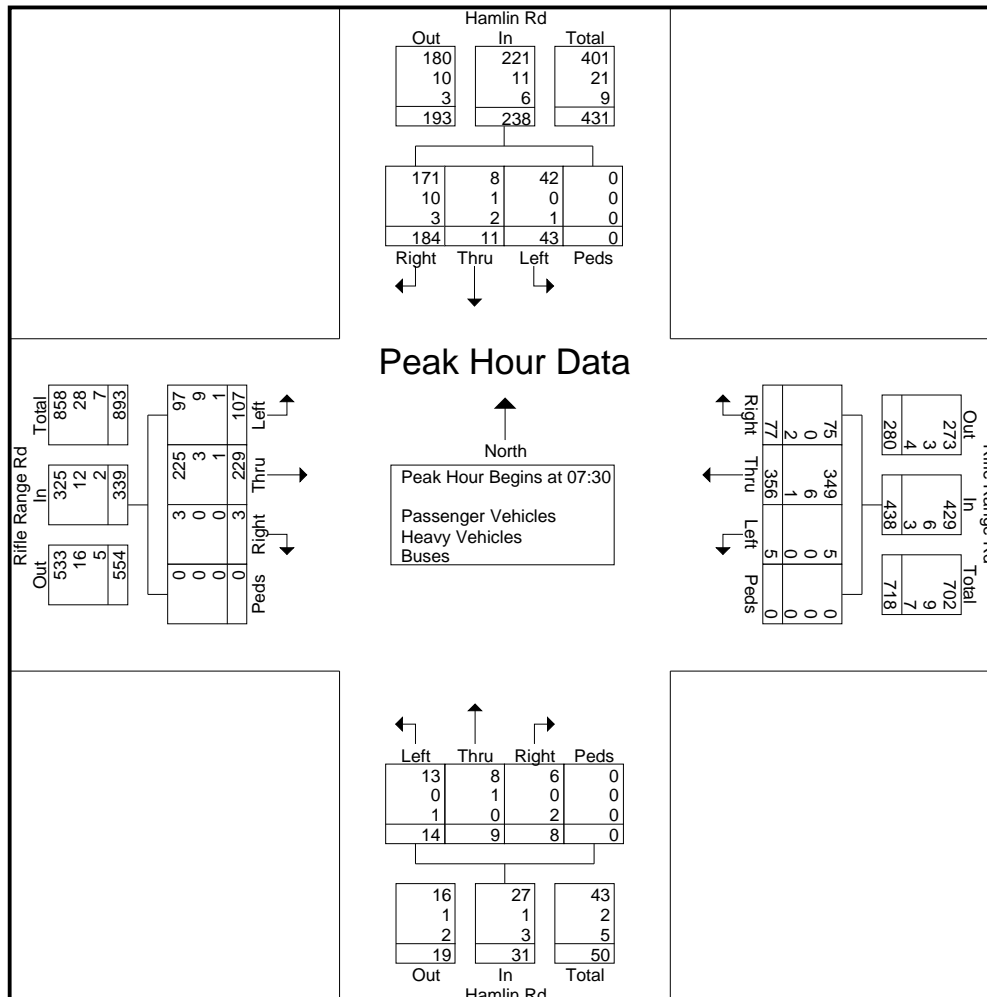 Hamlin Rd
Out In Total
180 221 401
10 11 21
3 6 9
193 238 431
171 8 42 0
10 1 0 0
3 2 1 0
184 11 43 0
Right Thru Left Peds
Peak Hour Data
North
Peak Hour Begins at 07:30
Passenger Vehicles
Heavy Vehicles
Buses
Rifle Range Rd
Total
858
28
7
893
In
325
12
2
339
Out
533
16
5
554
Left
97
9
1
107
Thru
225
3
1
229
Right
3
0
0
3
Peds
0
0
0
0
Right
75
0
2
77
Thru
349
6
1
356
Left
5
0
0
5
Peds
0
0
0
0
Rifle Range Rd
Out
273
3
4
280
In
429
6
3
438
Total
702
9
7
718
Left Thru Right Peds
13 8 6 0
0 1 0 0
1 0 2 0
14 9 8 0
16 27 43
1 1 2
2 3 5
19 31 50
Out In Total
Hamlin Rd